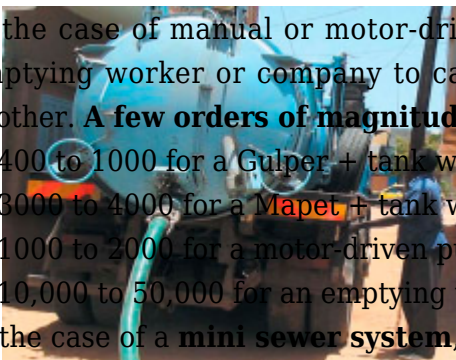 the case of manual or motor-dri
ptying worker or company to ca
other. A few orders of magnitud
400 to 1000 for a Gulper + tank w
3000 to 4000 for a Mapet + tank w
1000 to 2000 for a motor-driven p
10,000 to 50,000 for an emptying
the case of a mini sewer system,